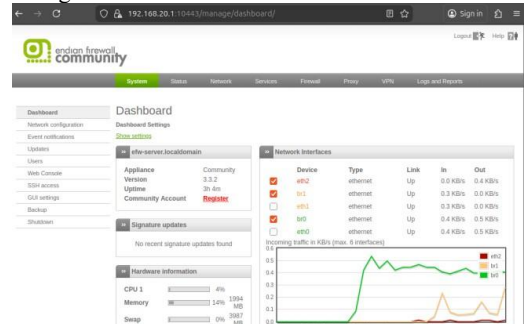 192.168.20.1:10443/manage/dashboard/
Sign in
endian firewall
community
Logout
Help
System Status Network Services Firewall Proxy VPN Logs and Reports
Dashboard
Network configuration
Event notifications
Updates
Users
Web Console
SSH access
GUI settings
Backup
Shutdown
Dashboard
Dashboard Settings
Show settings
efw-server.localdomain
Appliance Community
Version 3.3.2
Uptime 3h 4m
Community Account Register
Signature updates
No recent signature updates found
Hardware information
CPU 1 4%
Memory 14% 1994 MB
Swap 0% 3987 MB
Network Interfaces
Device Type Link In Out
eth2 ethernet Up 0.0 KB/s 0.4 KB/s
br1 ethernet Up 0.3 KB/s 0.0 KB/s
eth1 ethernet Up 0.3 KB/s 0.0 KB/s
br0 ethernet Up 0.4 KB/s 0.5 KB/s
eth0 ethernet Up 0.4 KB/s 0.5 KB/s
Incoming traffic in KB/s (max. 6 interfaces)
0.6
0.5
0.4
0.3
0.2
0.1
0.0
eth2
br1
br0